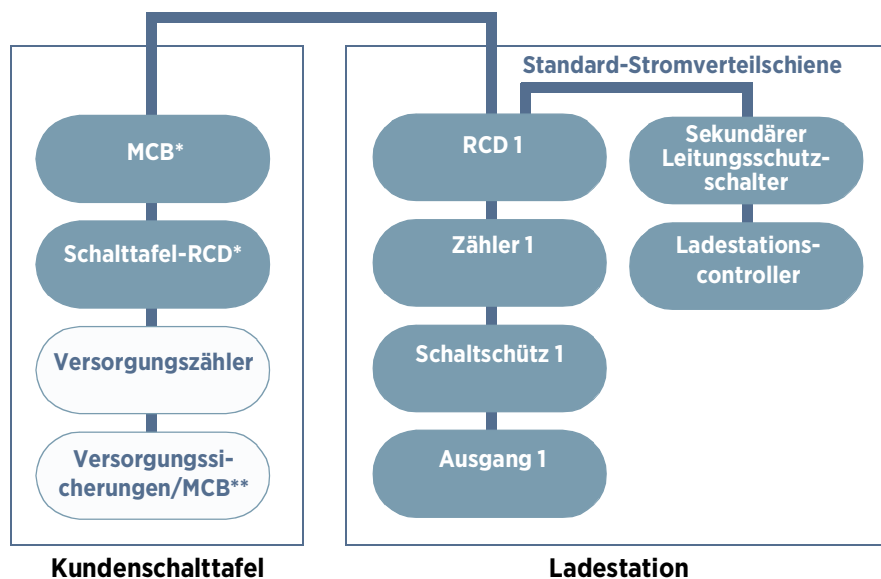 Standard-Stromverteilschiene
MCB*
Schalttafel-RCD*
Versorgungszähler
Versorgungssi-
cherungen/MCB**
RCD 1
Zähler 1
Schaltschütz 1
Ausgang 1
Sekundärer
Leitungsschutz-
schalter
Ladestations-
controller
Kundenschalttafel
Ladestation